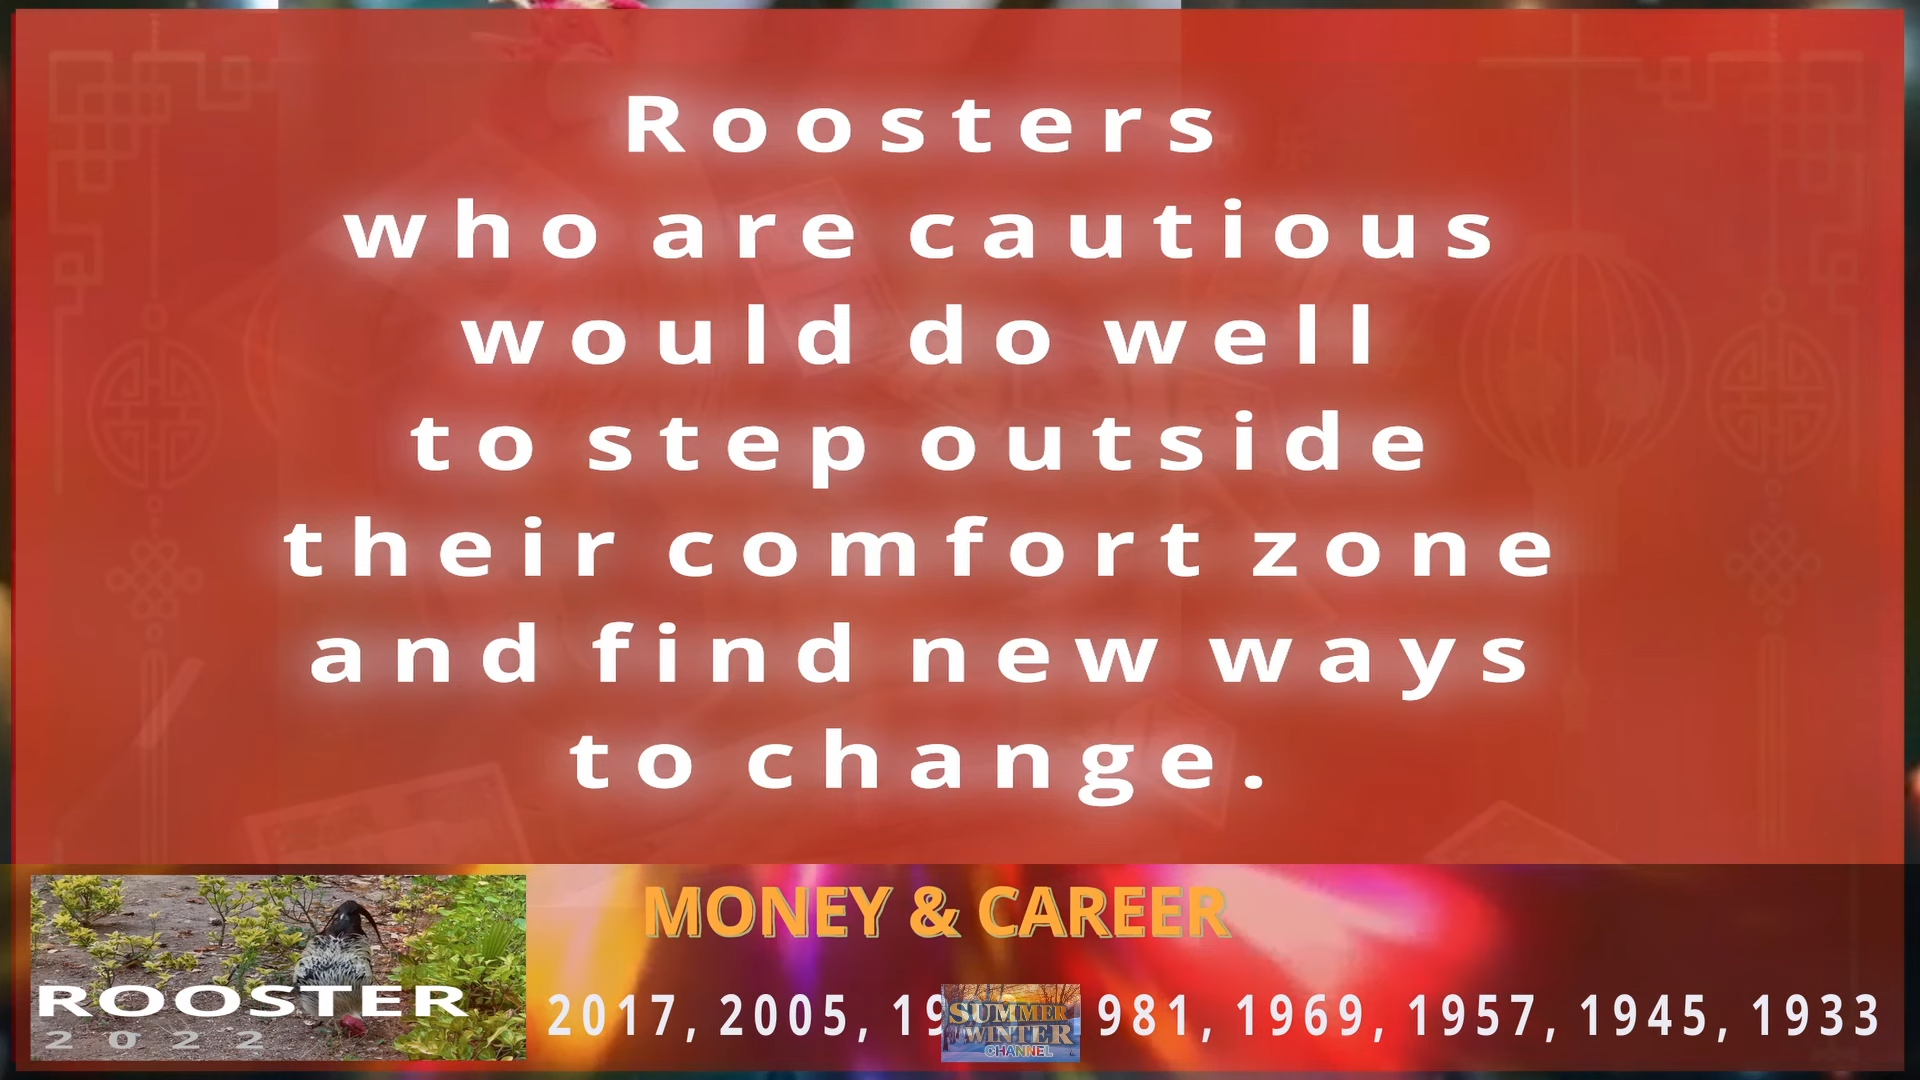 Roosters
who are cautious
would do well
to step outside
their comfort zone
and find new ways
to change.
MONEY & CAREER
ROOSTER
2022
2017, 2005, 19 981, 1969, 1957, 1945, 1933
SUMMER
WINTER
CHANNEL